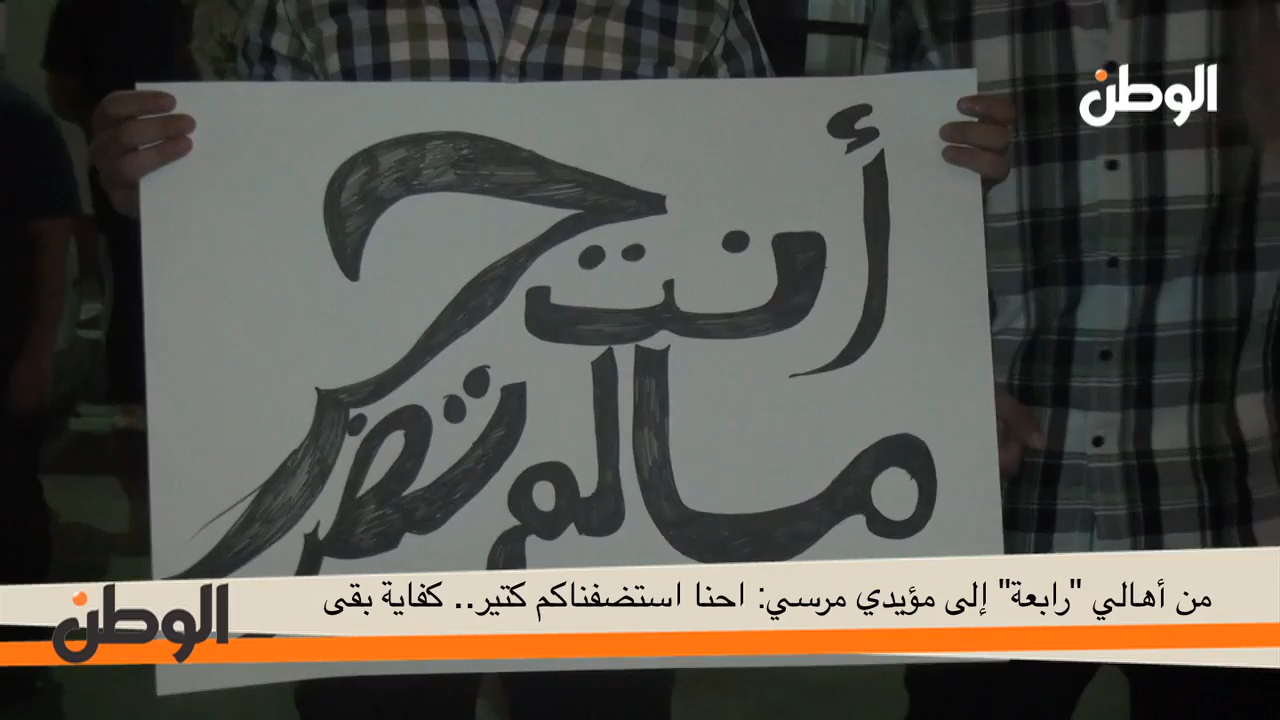 الوطن
أنت حر
مالم تضر
من أهالي "رابعة" إلى مؤيدي مرسي: احنا استضفناكم كتير.. كفاية بقى
الوطن